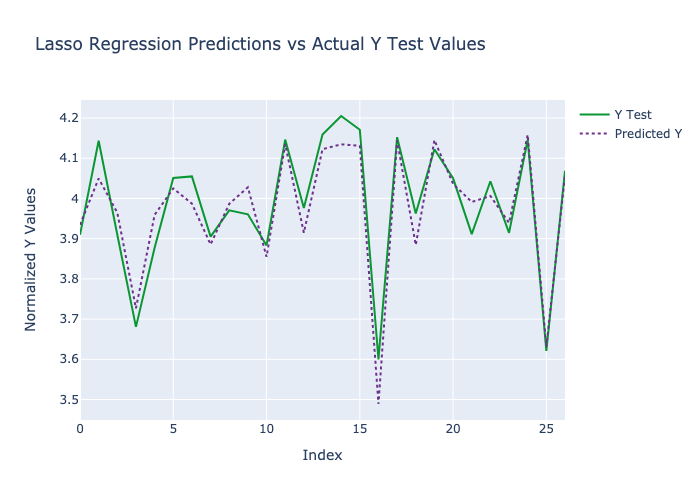 Lasso Regression Predictions vs Actual Y Test Values
Y Test
Predicted Y
Normalized Y Values
4.2
4.1
4
3.9
3.8
3.7
3.6
3.5
0
5
10
15
20
25
Index